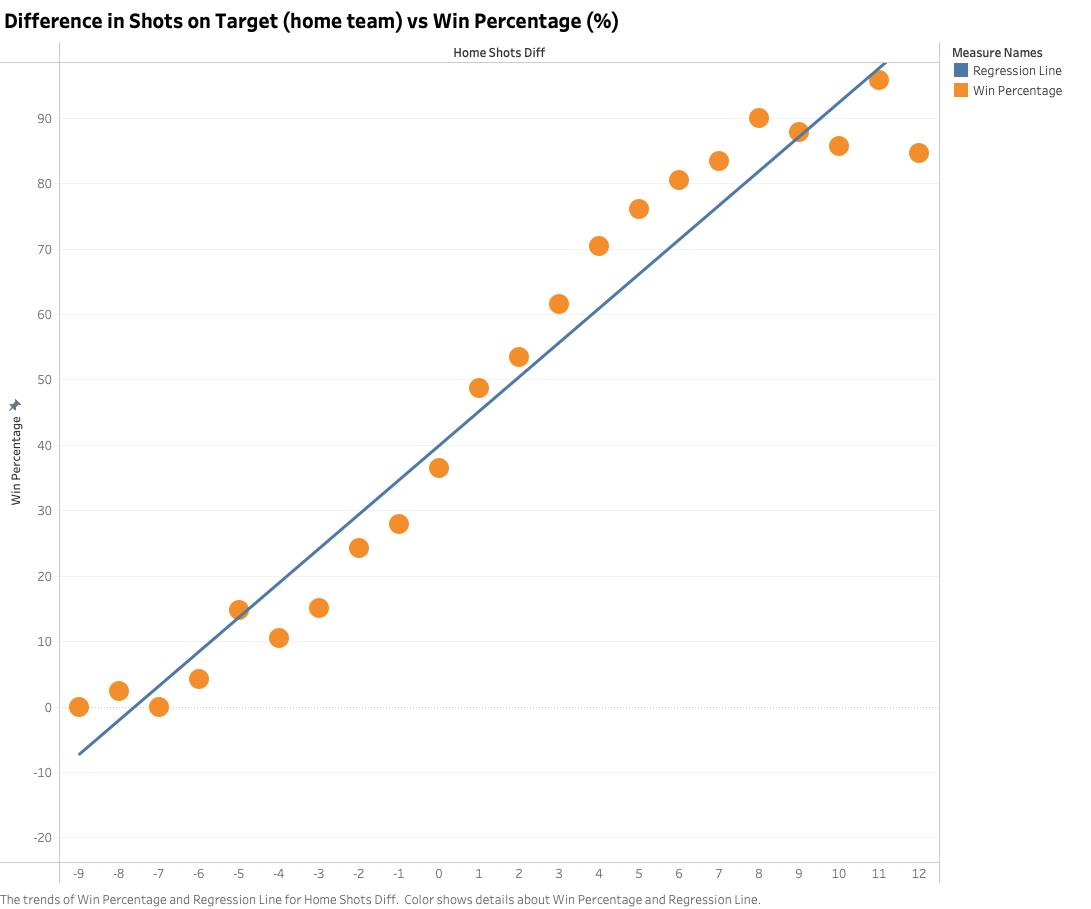 Difference in Shots on Target (home team) vs Win Percentage (%)
Home Shots Diff
Measure Names
Regression Line
Win Percentage
90
80
70
60
50
40
30
20
10
0
-10
-20
Win Percentage
-9 -8 -7 -6 -5 -4 -3 -2 -1 0 1 2 3 4 5 6 7 8 9 10 11 12
The trends of Win Percentage and Regression Line for Home Shots Diff.  Color shows details about Win Percentage and Regression Line.